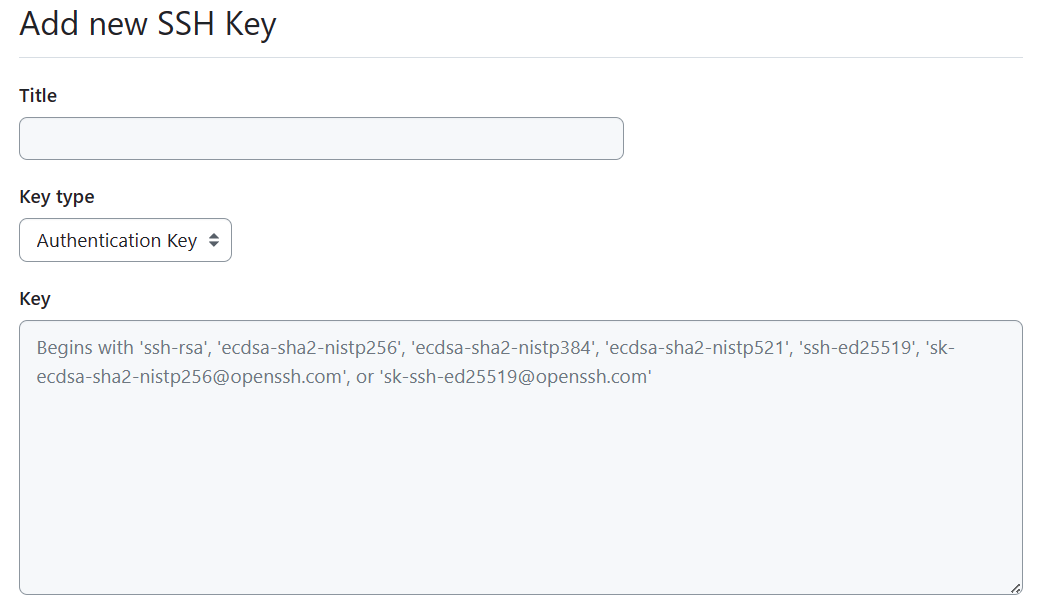 Add new SSH Key
Title
Key type
Authentication Key
Key
Begins with 'ssh-rsa', 'ecdsa-sha2-nistp256', 'ecdsa-sha2-nistp384', 'ecdsa-sha2-nistp521', 'ssh-ed25519', 'sk-
ecdsa-sha2-nistp256@openssh.com', or 'sk-ssh-ed25519@openssh.com'